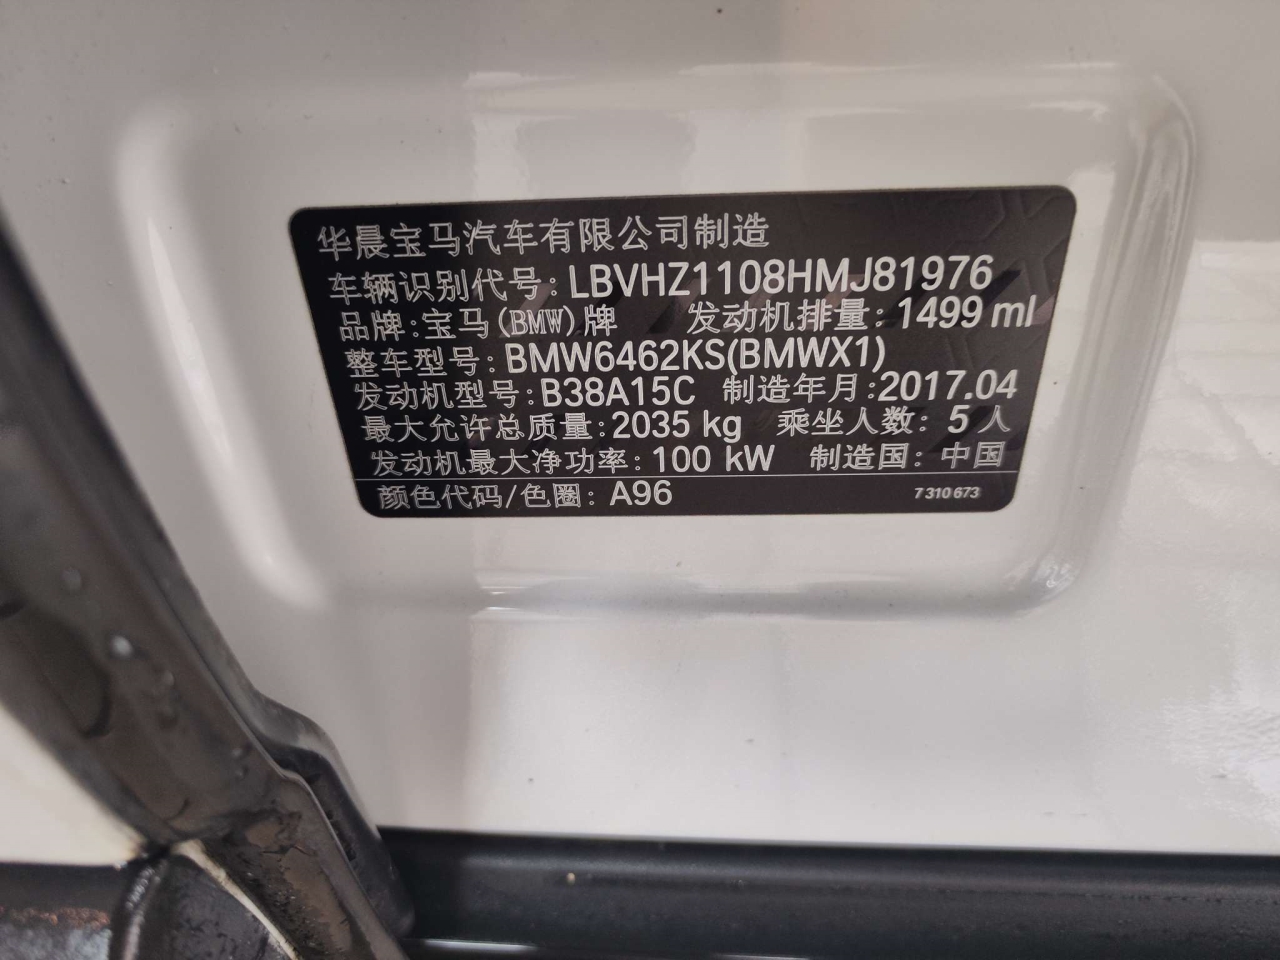 华晨宝马汽车有限公司制造
车辆识别代号: LBVHZ1108HMJ81976
品牌:宝马(BMW)牌 发动机排量: 1499 ml
整车型号: BMW6462KS(BMWX1)
发动机型号: B38A15C 制造年月:2017.04
最大允许总质量:2035 kg 乘坐人数: 5 人
发动机最大净功率: 100 kW 制造国: 中国
颜色代码/色圈: A96 7310673